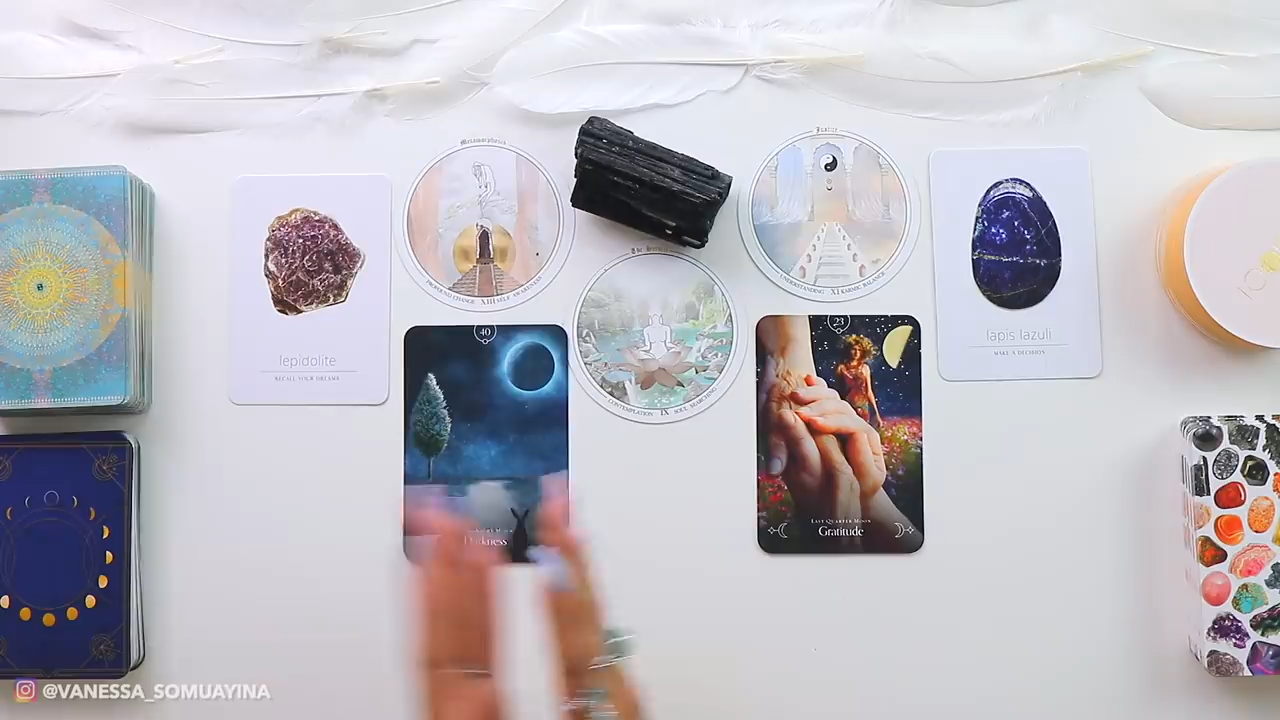 Metamorphosis
PROFOUND CHANGE XIII SELF AWARENESS
Justice
UNDERSTANDING XI KARMIC BALANCE
CONTEMPLATION IX SOUL SEARCHING
lepidolite
RECALL YOUR DREAMS
lapis lazuli
MAKE A DECISION
40
23
LAST QUARTER MOON
Gratitude
@VANESSA_SOMUAYINA